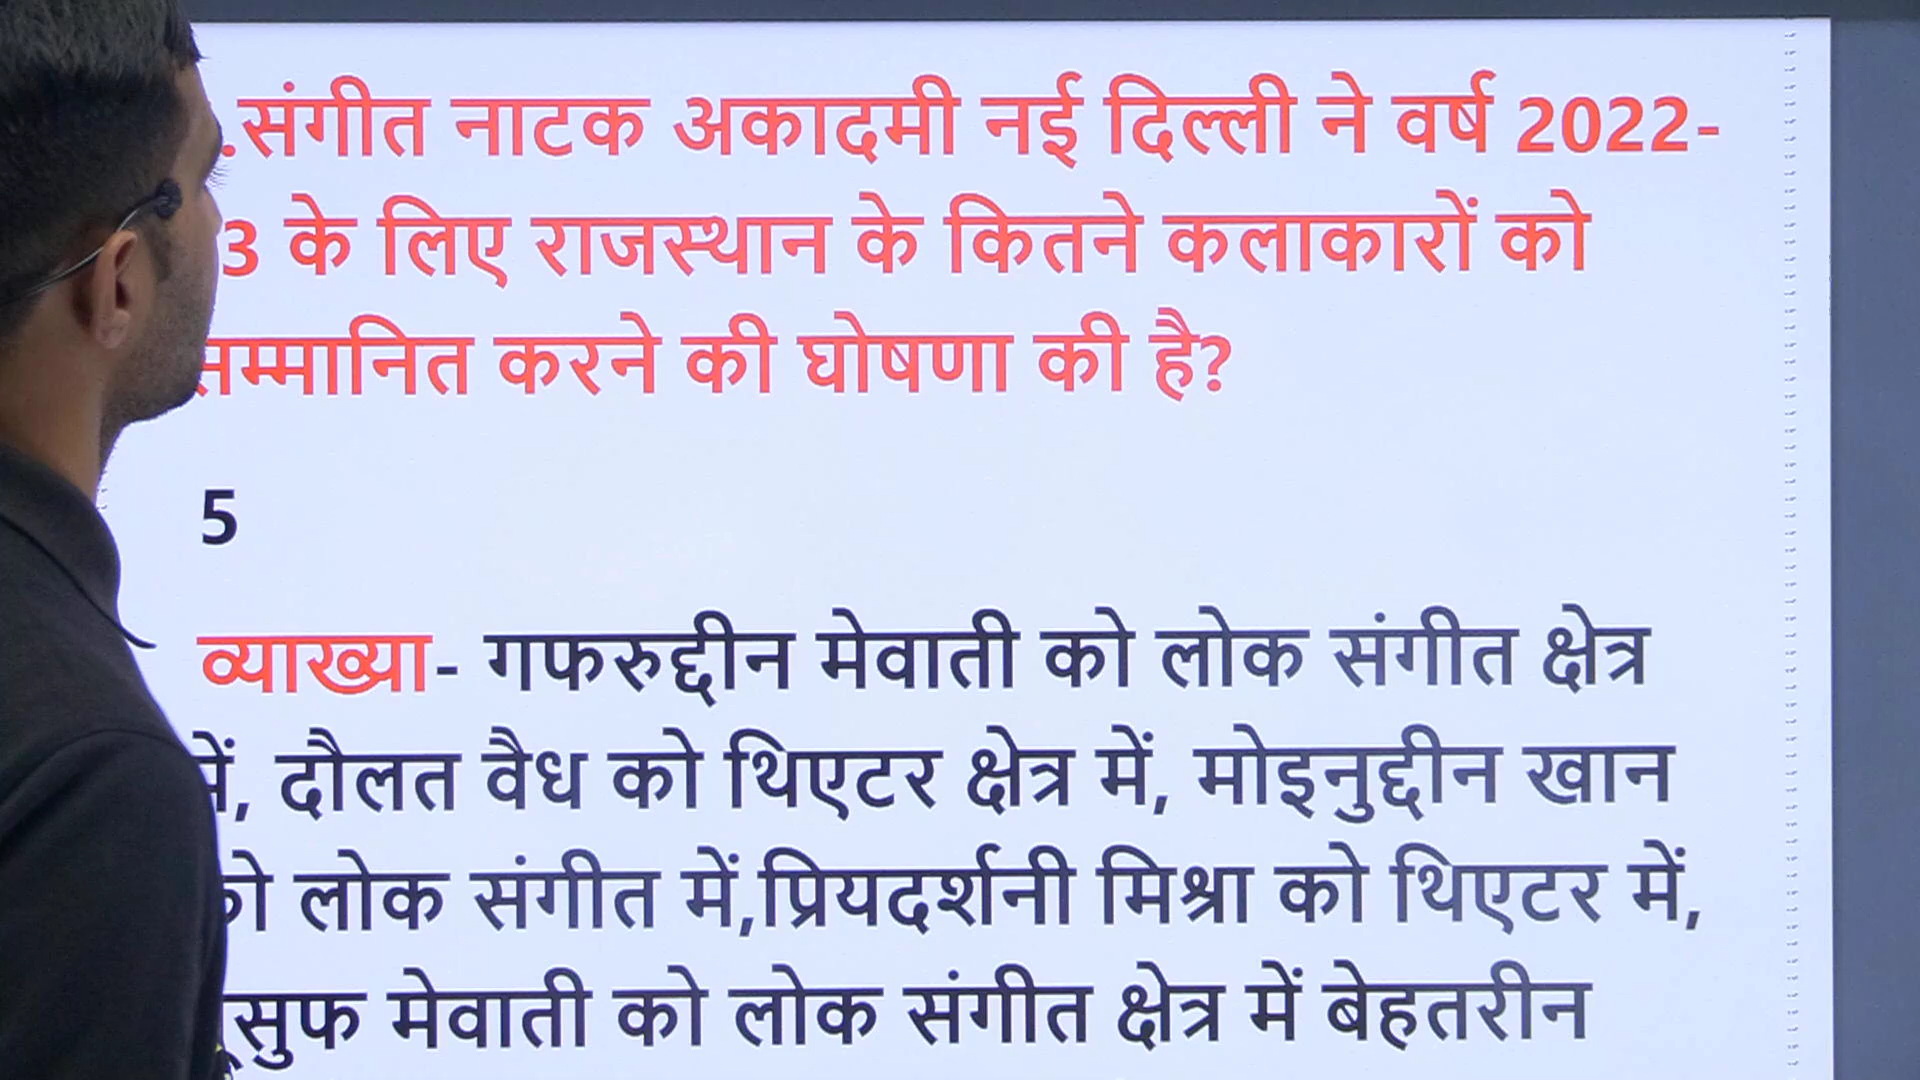 .संगीत नाटक अकादमी नई दिल्ली ने वर्ष 2022-
3 के लिए राजस्थान के कितने कलाकारों को
सम्मानित करने की घोषणा की है?
5
व्याख्या- गफरुद्दीन मेवाती को लोक संगीत क्षेत्र
में, दौलत वैध को थिएटर क्षेत्र में, मोइनुद्दीन खान
को लोक संगीत में,प्रियदर्शनी मिश्रा को थिएटर में,
मेवाती को लोक संगीत क्षेत्र में बेहतरीन